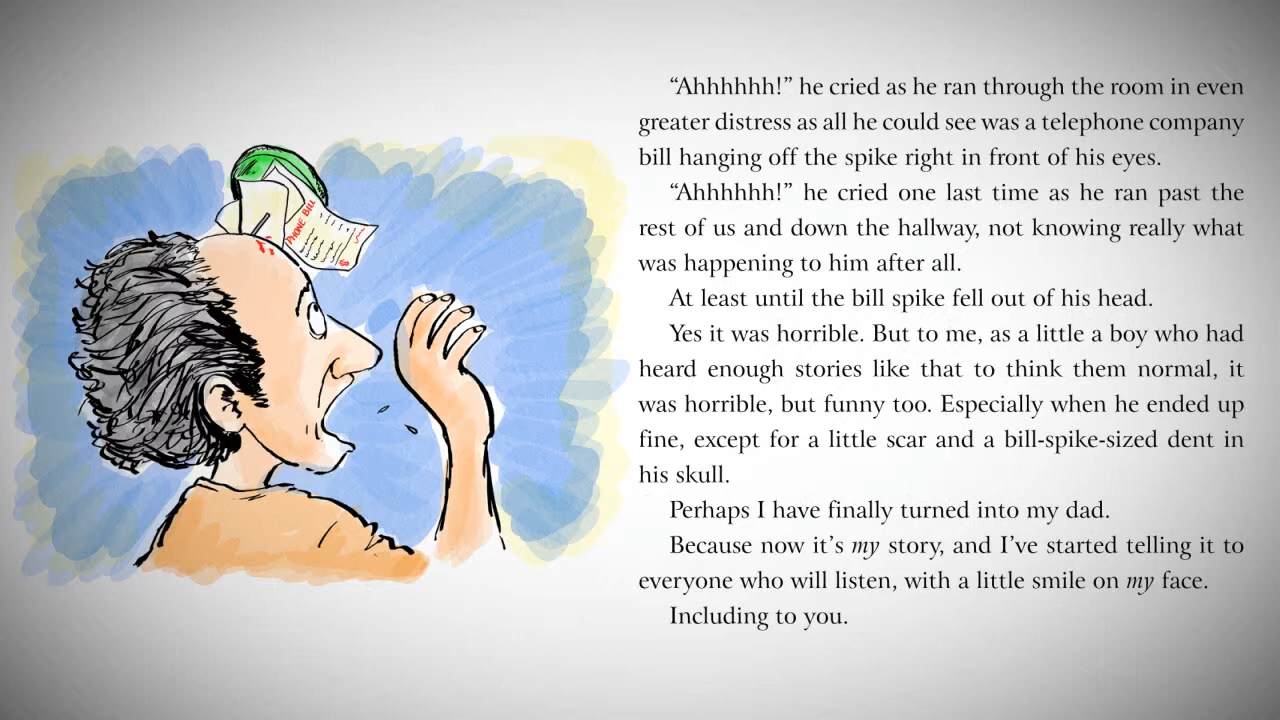 PHONE BILL
$
“Ahhhhhh!” he cried as he ran through the room in even
greater distress as all he could see was a telephone company
bill hanging off the spike right in front of his eyes.
“Ahhhhhh!” he cried one last time as he ran past the
rest of us and down the hallway, not knowing really what
was happening to him after all.
At least until the bill spike fell out of his head.
Yes it was horrible. But to me, as a little a boy who had
heard enough stories like that to think them normal, it
was horrible, but funny too. Especially when he ended up
fine, except for a little scar and a bill-spike-sized dent in
his skull.
Perhaps I have finally turned into my dad.
Because now it’s my story, and I’ve started telling it to
everyone who will listen, with a little smile on my face.
Including to you.